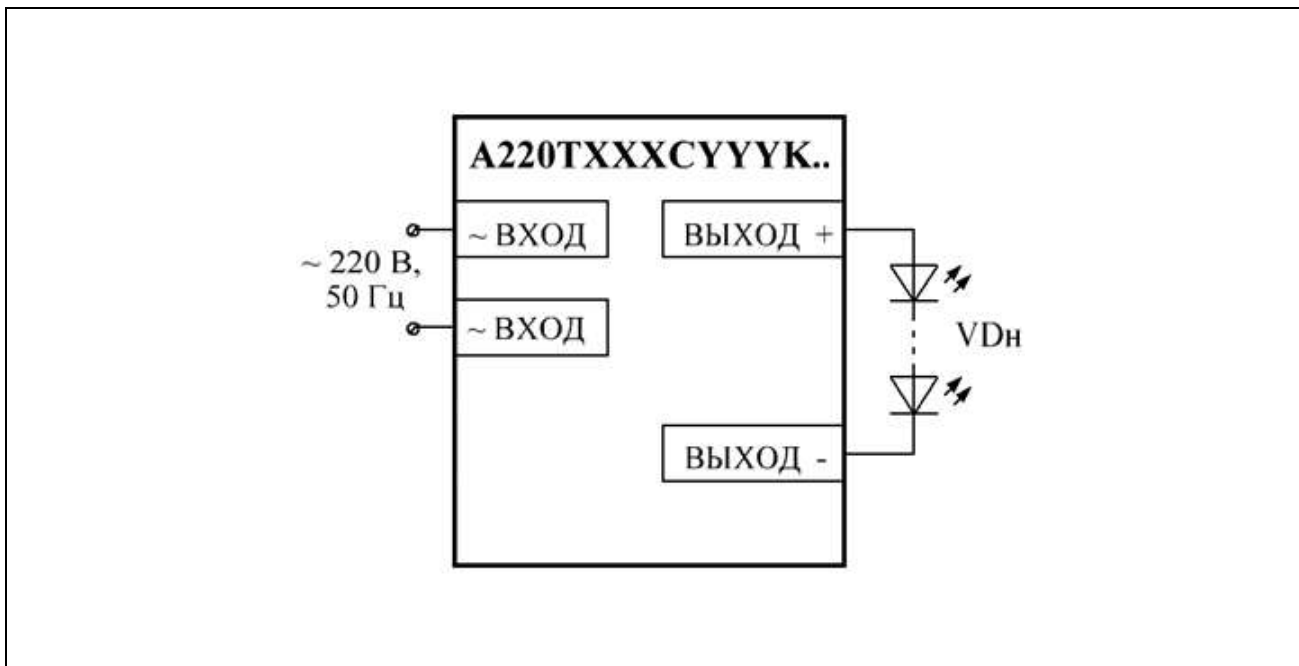 A220TXXXCYYYK..
~ ВХОД
ВЫХОД +
~ 220 В,
50 Гц
~ ВХОД
VDн
ВЫХОД -